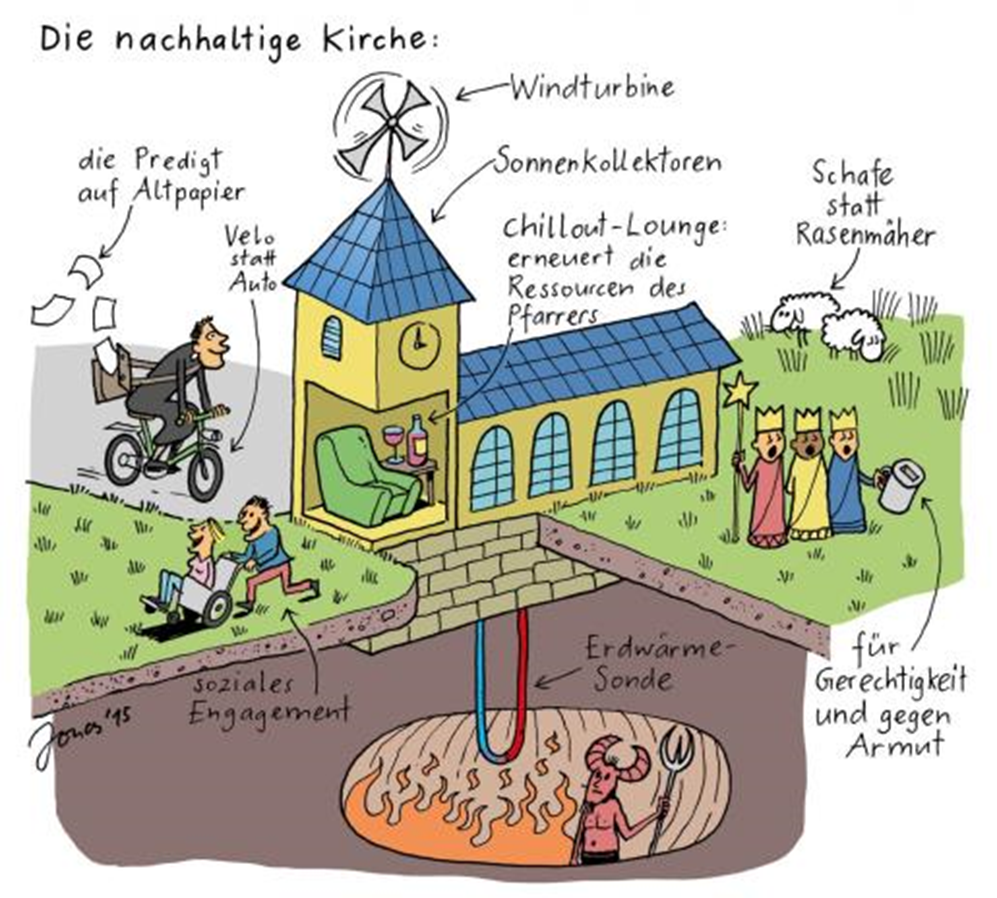 Die nachhaltige Kirche:
Windturbine
die Predigt
auf Altpapier
Sonnenkollektoren
Schafe
statt
Rasenmäher
Velo
statt
Auto
Chillout-Lounge:
erneuert die
Ressourcen des
Pfarrers
Erdwärme-
Sonde
für
Gerechtigkeit
und gegen
Armut
soziales
Engagement
Jonas '15